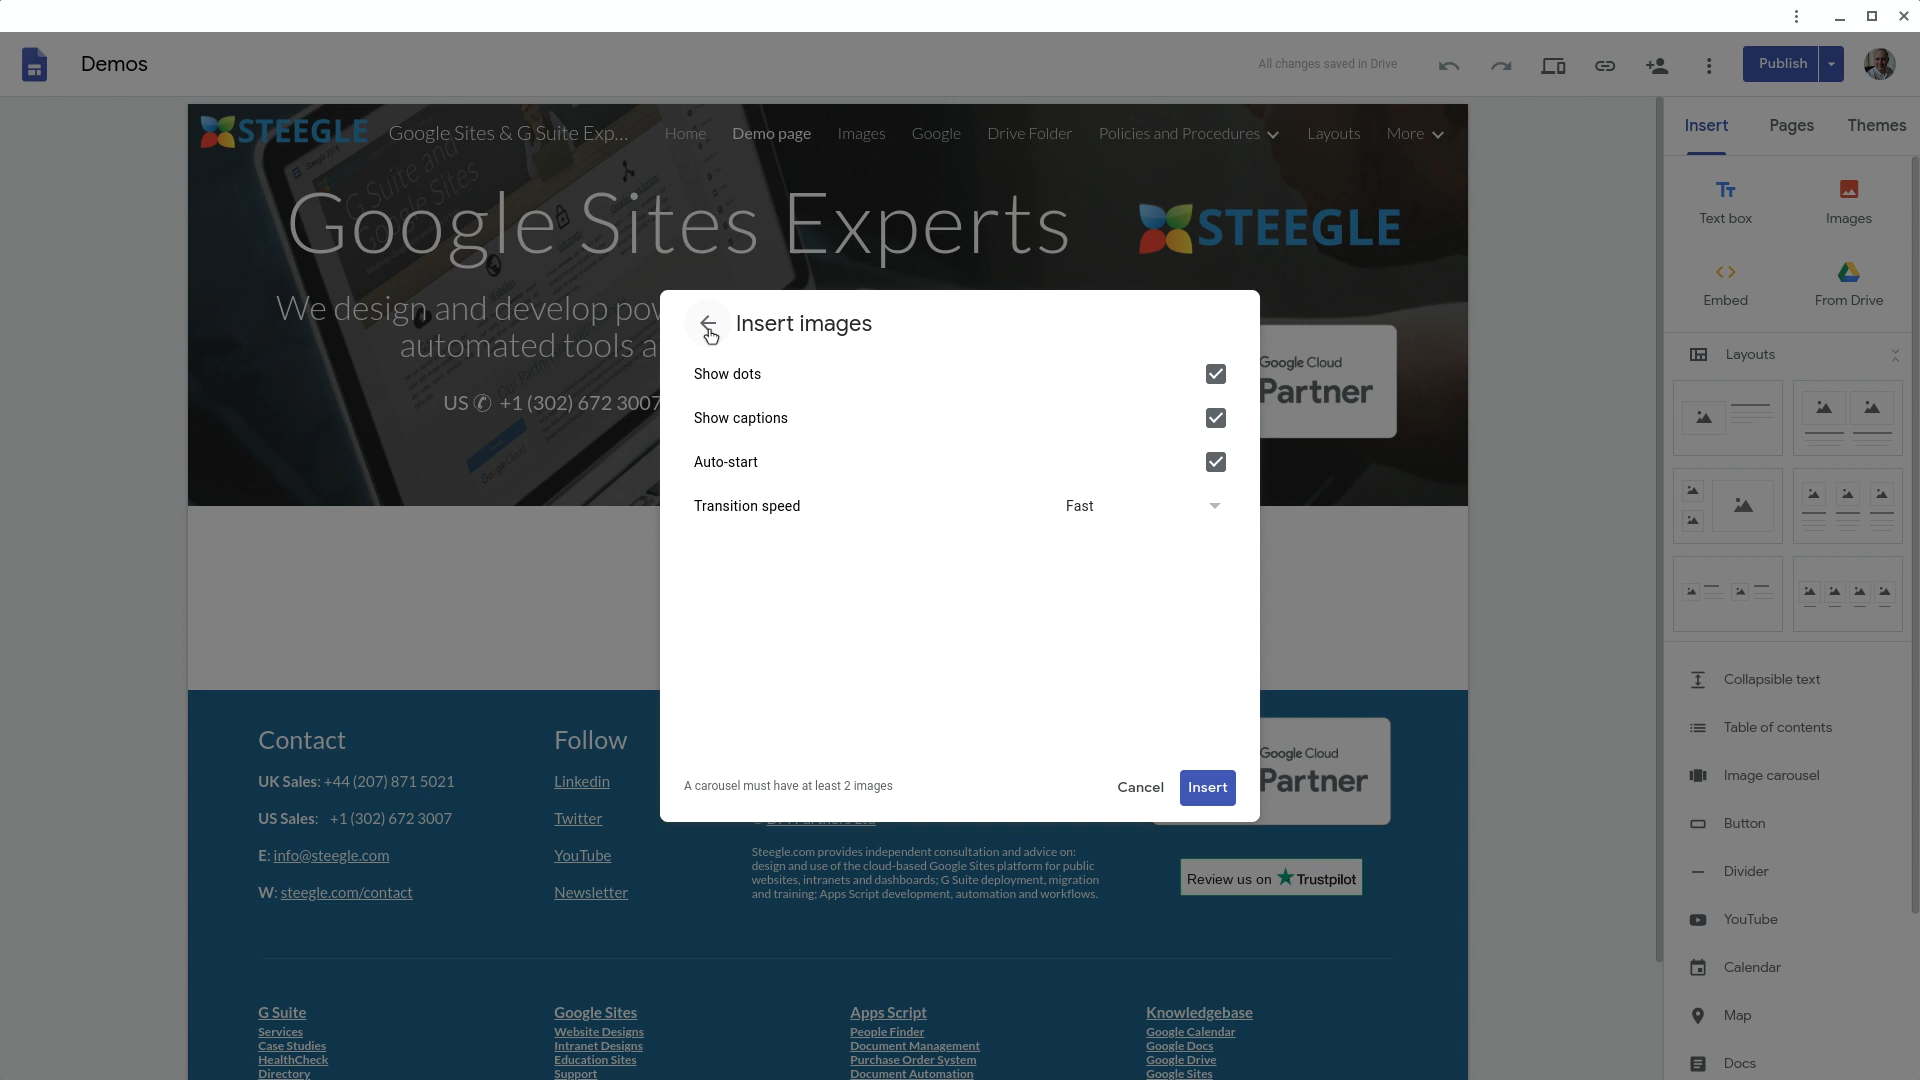 Demos
All changes saved in Drive
Publish
STEEGLE
Google Sites & G Suite Exp...
Home
Demo page
Images
Google
Drive Folder
Policies and Procedures
Layouts
More
Google Sites Experts
STEEGLE
We design and develop pow
automated tools a
US ✆ +1 (302) 672 3007
Google Cloud
Partner
Insert images
Show dots
Show captions
Auto-start
Transition speed
Fast
A carousel must have at least 2 images
Cancel
Insert
Insert
Pages
Themes
Text box
Images
Embed
From Drive
Layouts
Collapsible text
Table of contents
Image carousel
Button
Divider
YouTube
Calendar
Map
Docs
Contact
UK Sales: +44 (207) 871 5021
US Sales: +1 (302) 672 3007
E: info@steegle.com
W: steegle.com/contact
Follow
Linkedin
Twitter
YouTube
Newsletter
Steegle.com provides independent consultation and advice on:
design and use of the cloud-based Google Sites platform for public
websites, intranets and dashboards; G Suite deployment, migration
and training; Apps Script development, automation and workflows.
Google Cloud
Partner
Review us on Trustpilot
G Suite
Services
Case Studies
HealthCheck
Directory
Google Sites
Website Designs
Intranet Designs
Education Sites
Support
Apps Script
People Finder
Document Management
Purchase Order System
Document Automation
Knowledgebase
Google Calendar
Google Docs
Google Drive
Google Sites